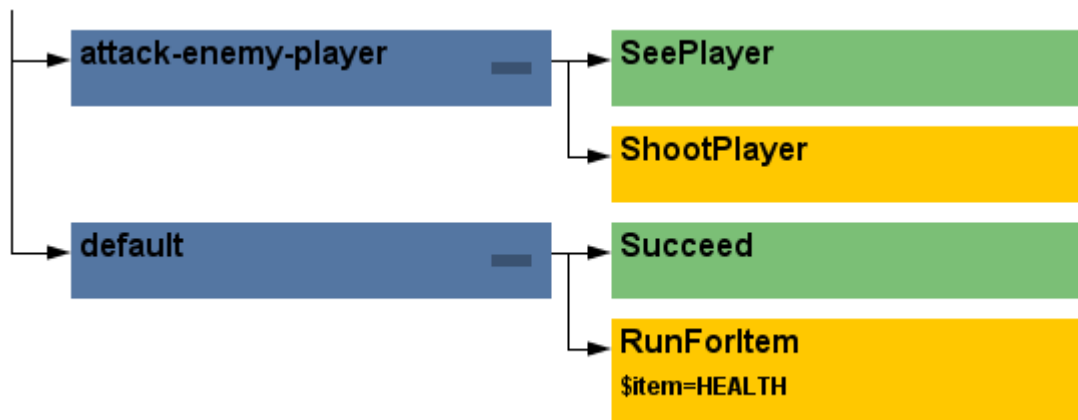 attack-enemy-player
SeePlayer
ShootPlayer
default
Succeed
RunForItem
$item=HEALTH